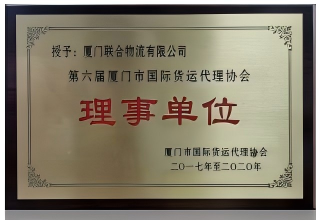 授予：厦门联合物流有限公司
第六届厦门市国际货运代理协会
理事单位
厦门市国际货运代理协会
二〇一七年至二〇二〇年